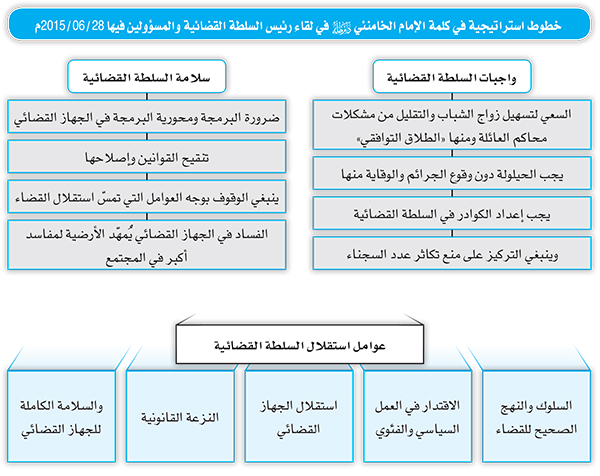 خطوط استراتيجية في كلمة الإمام الخامنئي في لقاء رئيس السلطة القضائية والمسؤولين فيها 28 / 06 / 2015م
واجبات السلطة القضائية
السعي لتسهيل زواج الشباب والتقليل من مشكلات
محاكم العائلة ومنها «الطلاق التوافقي»
يجب الحيلولة دون وقوع الجرائم والوقاية منها
يجب إعداد الكوادر في السلطة القضائية
وينبغي التركيز على منع تكاثر عدد السجناء
سلامة السلطة القضائية
ضرورة البرمجة ومحورية البرمجة في الجهاز القضائي
تنقيح القوانين وإصلاحها
ينبغي الوقوف بوجه العوامل التي تمسّ استقلال القضاء
الفساد في الجهاز القضائي يُمهّد الأرضية لمفاسد
أكبر في المجتمع
عوامل استقلال السلطة القضائية
السلوك والنهج
الصحيح للقضاء
الاقتدار في العمل
السياسي والفئوي
استقلال الجهاز
القضائي
النزعة القانونية
والسلامة الكاملة
للجهاز القضائي